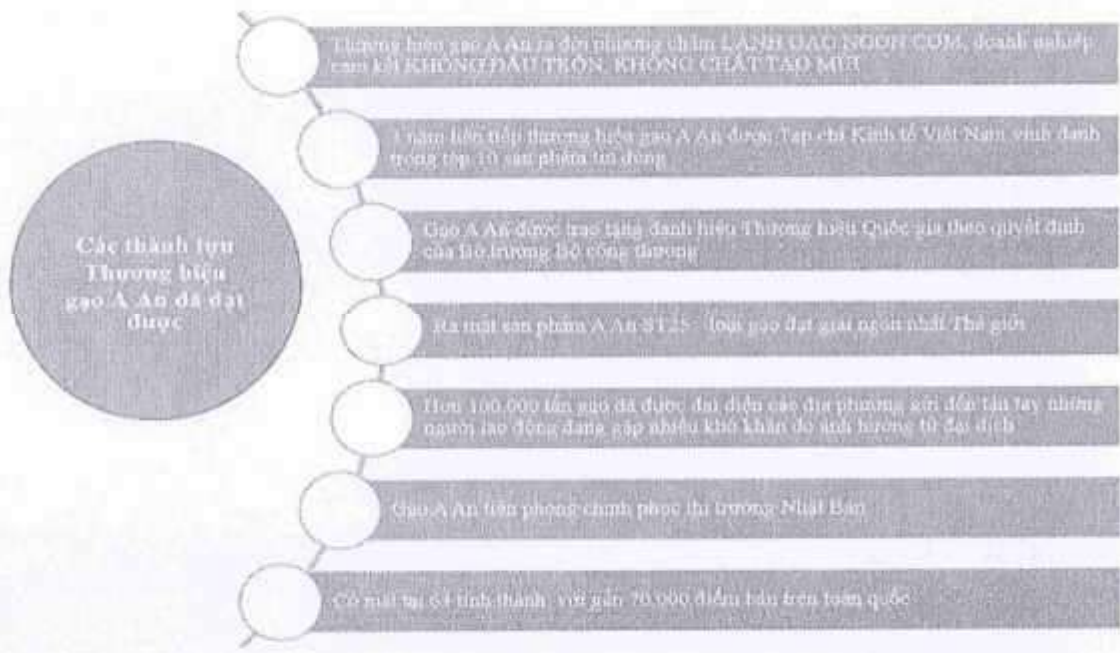 Các thành tựu
Thương hiệu
gạo A An đã đạt
được
Thương hiệu gạo A An ra đời phương châm LÀNH GẠO NGON CƠM, doanh nghiệp
cam kết KHÔNG ĐẤU TRỘN, KHÔNG CHẤT TẠO MÙI
năm liên tiếp thương hiệu gạo A An được Tạp chí Kinh tế Việt Nam vinh danh
trong tóp 10 sản phẩm tin dùng
Gạo A An được trao tặng danh hiệu Thương hiệu Quốc gia theo quyết định
của Bộ trưởng Bộ công thương
Ra mắt sản phẩm A An ST25 loại gạo đạt giải ngon nhất Thế giới
Hơn 100.000 tấn gạo đã được đại diện các địa phương gửi đến tận tay những
người lao động đang gặp nhiều khó khăn do ảnh hưởng từ đại dịch
Gạo A An tiên phong chinh phục thị trường Nhật Bản
Có mặt tại 64 tỉnh thành với gần 70.000 điểm bán trên toàn quốc